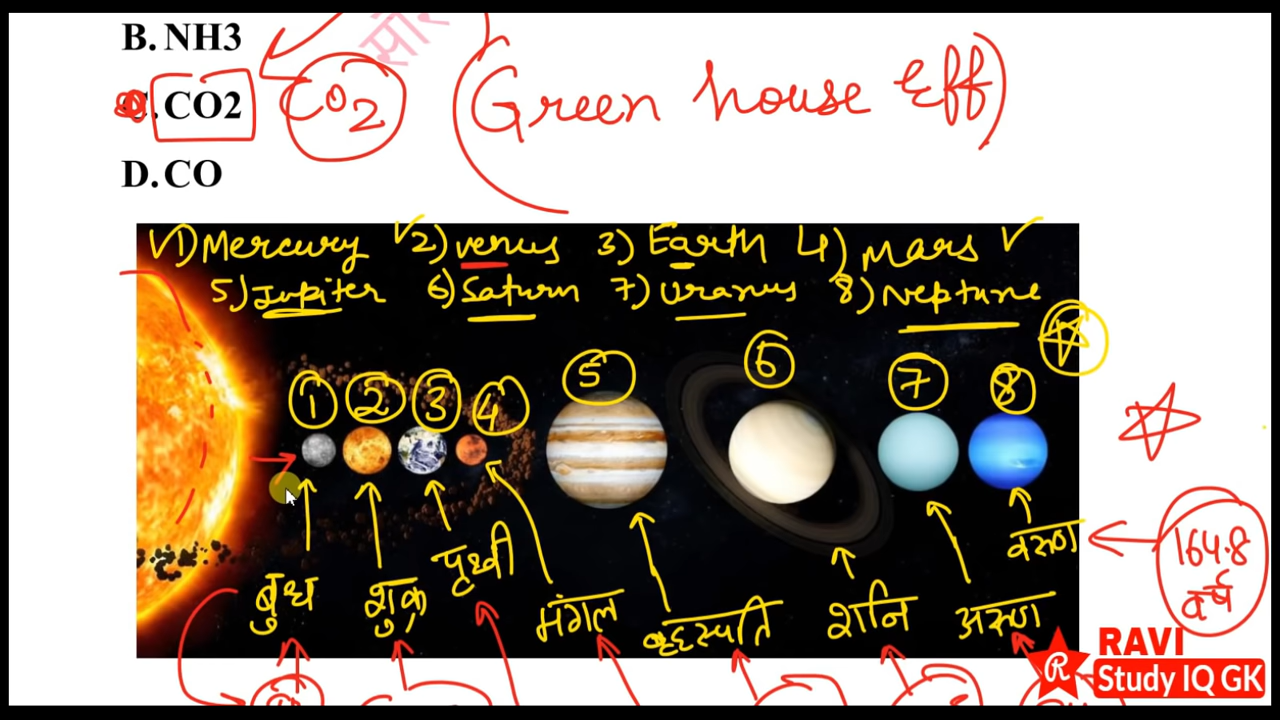 B. NH3
C. CO2 CO2 (Green house Eff)
D. CO
1) Mercury 2) venus 3) Earth 4) Mars
5) Jupiter 6) Saturn 7) Uranus 8) Neptune
1 2 3 4 5 6 7 8
बुध शुक्र पृथ्वी मंगल बृहस्पति शनि अरुण वरुण
164.8
वर्ष
RAVI
R Study IQ GK